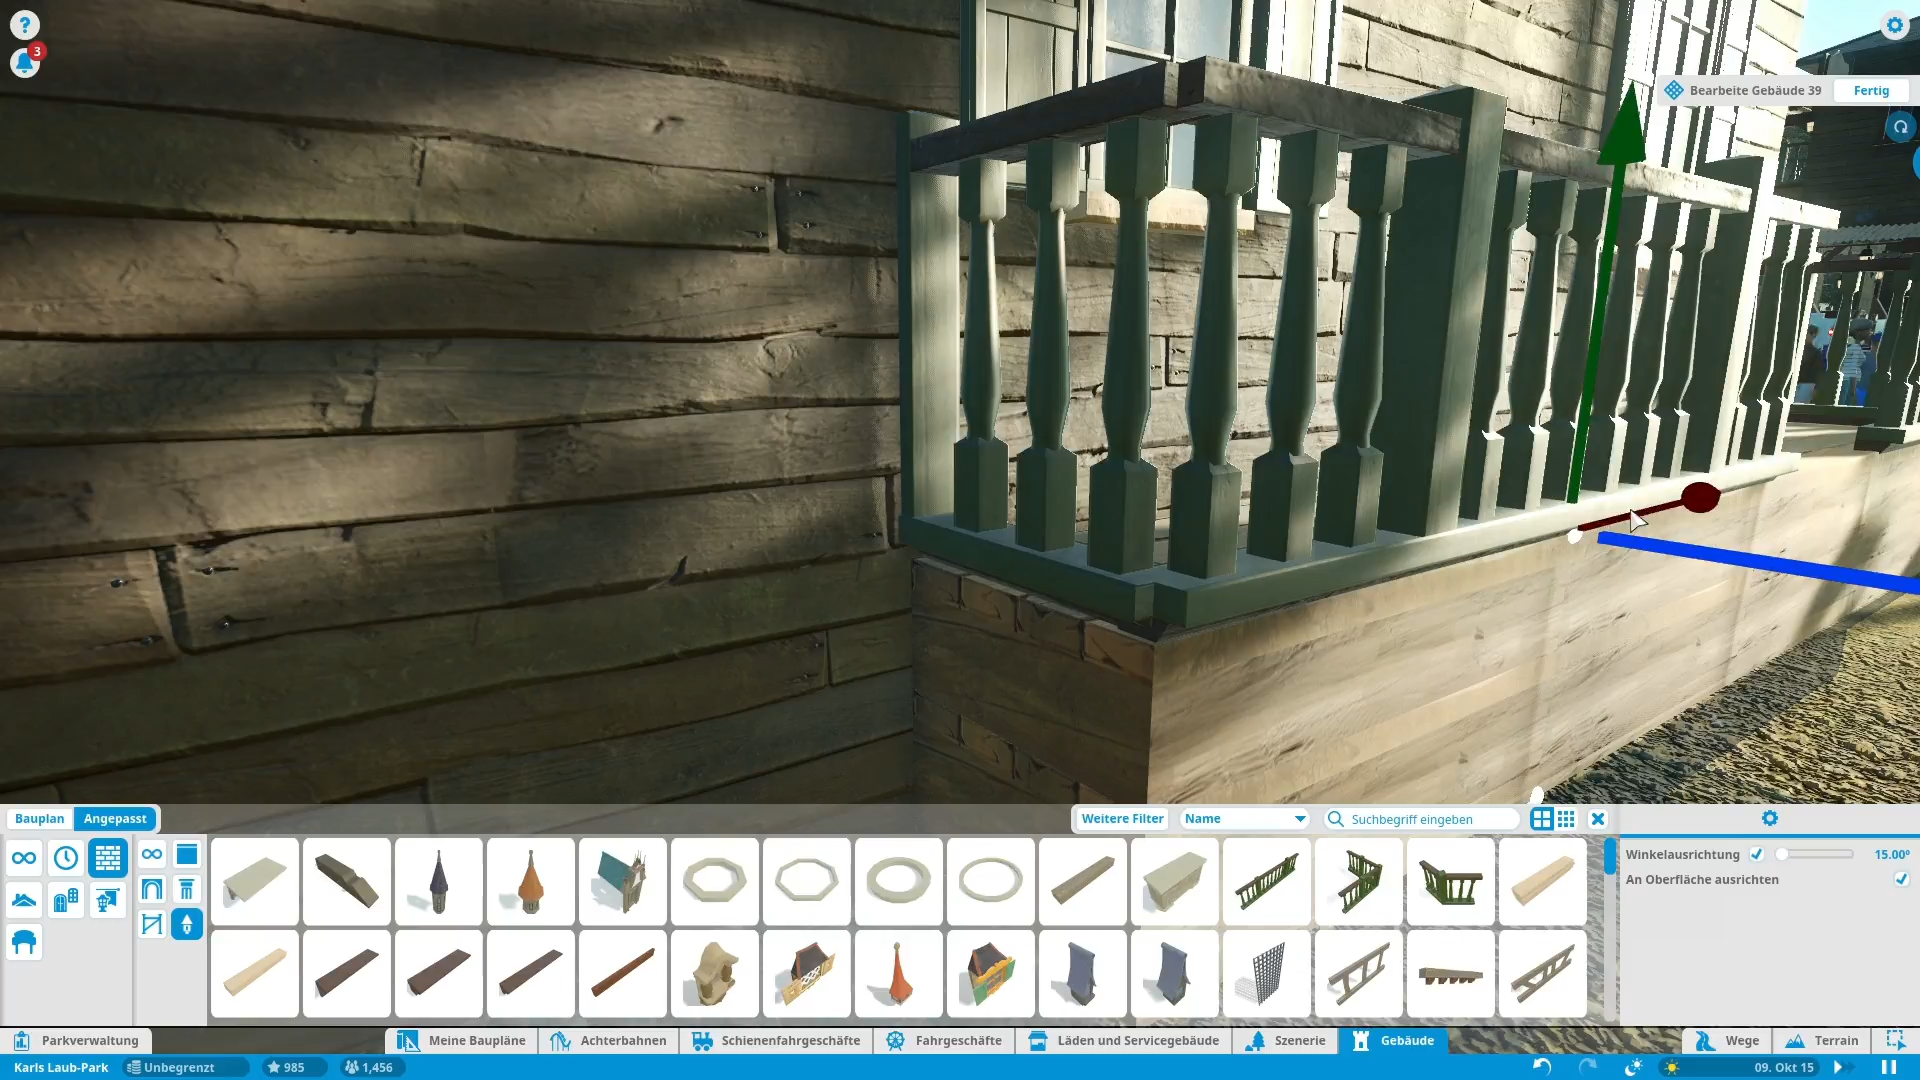 ?
3
Bearbeite Gebäude 39
Fertig
Bauplan
Angepasst
Weitere Filter
Name
Suchbegriff eingeben
Winkelausrichtung
15.00°
An Oberfläche ausrichten
Parkverwaltung
Meine Baupläne
Achterbahnen
Schienenfahrgeschäfte
Fahrgeschäfte
Läden und Servicegebäude
Szenerie
Gebäude
Wege
Terrain
Karls Laub-Park
Unbegrenzt
985
1,456
09. Okt 15